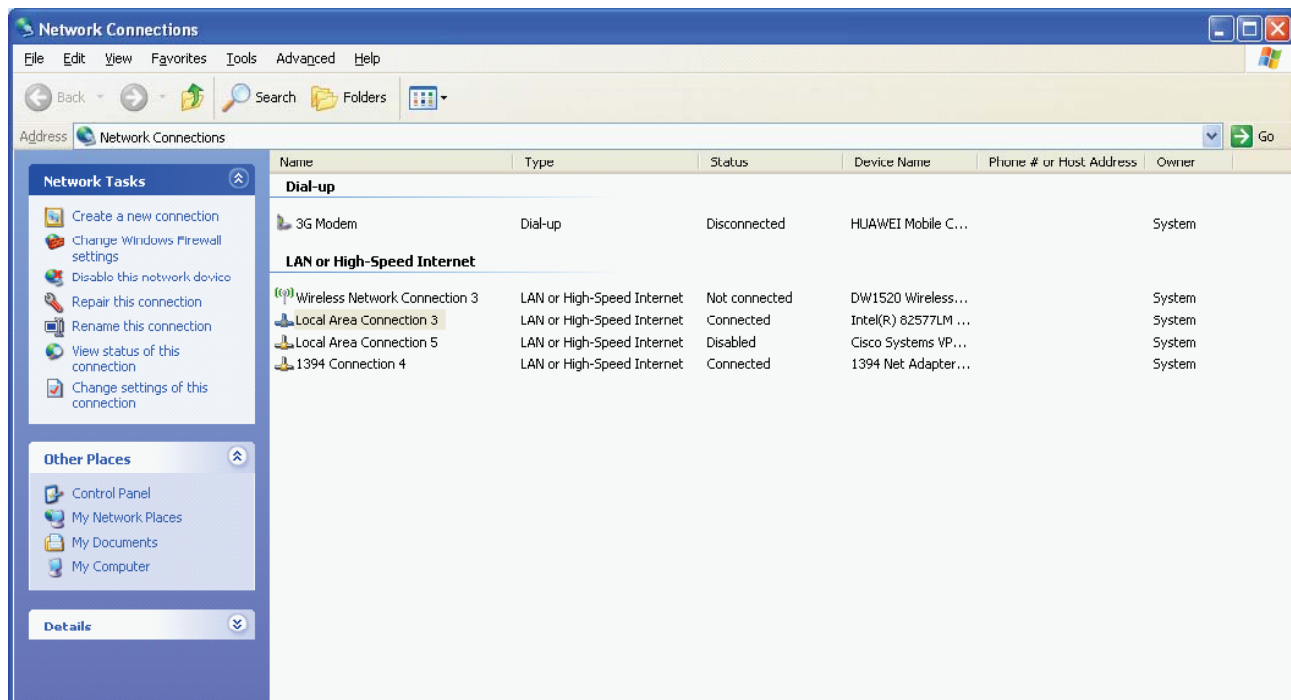 Network Connections
File Edit View Favorites Tools Advanced Help
Back Search Folders
Address Network Connections Go
Network Tasks
Create a new connection
Change Windows Firewall
settings
Disable this network device
Repair this connection
Rename this connection
View status of this
connection
Change settings of this
connection
Other Places
Control Panel
My Network Places
My Documents
My Computer
Details
Name Type Status Device Name Phone # or Host Address Owner
Dial-up
3G Modem Dial-up Disconnected HUAWEI Mobile C... System
LAN or High-Speed Internet
Wireless Network Connection 3 LAN or High-Speed Internet Not connected DW1520 Wireless... System
Local Area Connection 3 LAN or High-Speed Internet Connected Intel(R) 82577LM ... System
Local Area Connection 5 LAN or High-Speed Internet Disabled Cisco Systems VP... System
1394 Connection 4 LAN or High-Speed Internet Connected 1394 Net Adapter... System